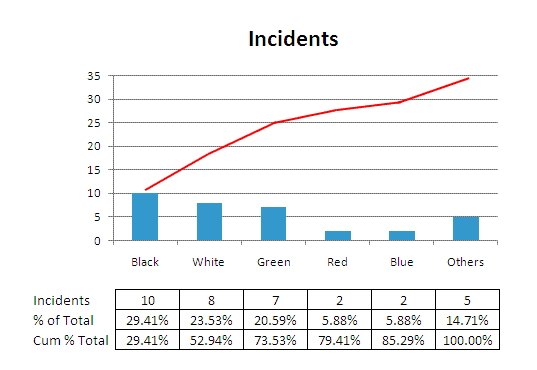 Incidents
35
30
25
20
15
10
5
0
Black White Green Red Blue Others
Incidents 10 8 7 2 2 5
% of Total 29.41% 23.53% 20.59% 5.88% 5.88% 14.71%
Cum % Total 29.41% 52.94% 73.53% 79.41% 85.29% 100.00%